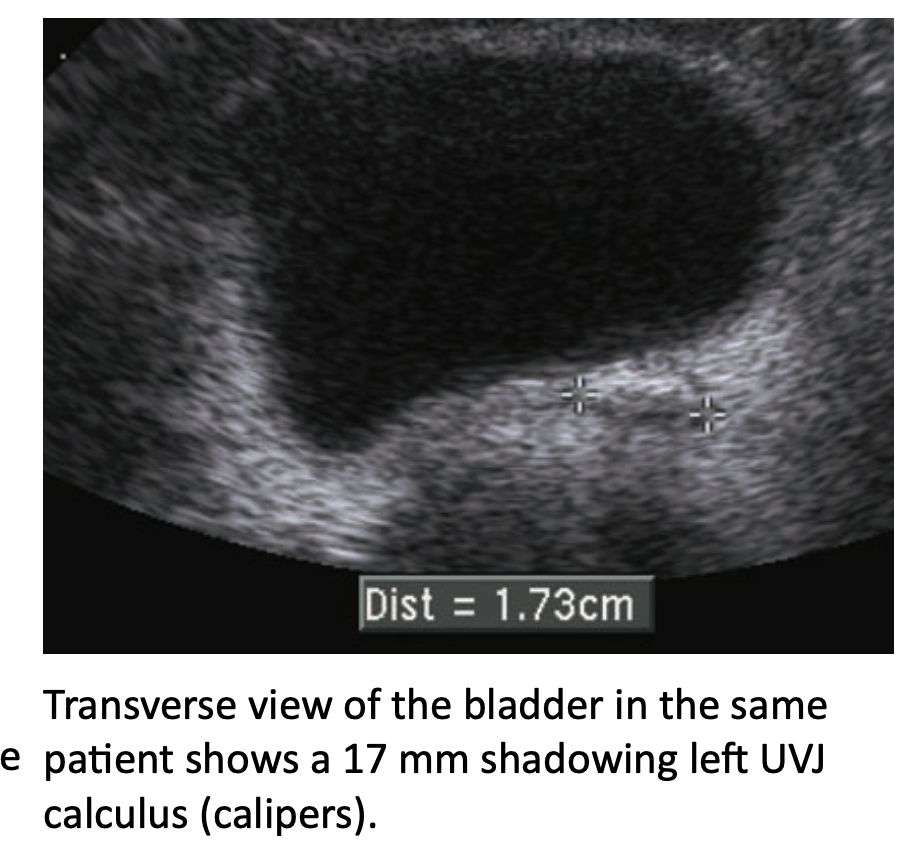 Dist = 1.73cm
Transverse view of the bladder in the same
e patient shows a 17 mm shadowing left UVJ
calculus (calipers).